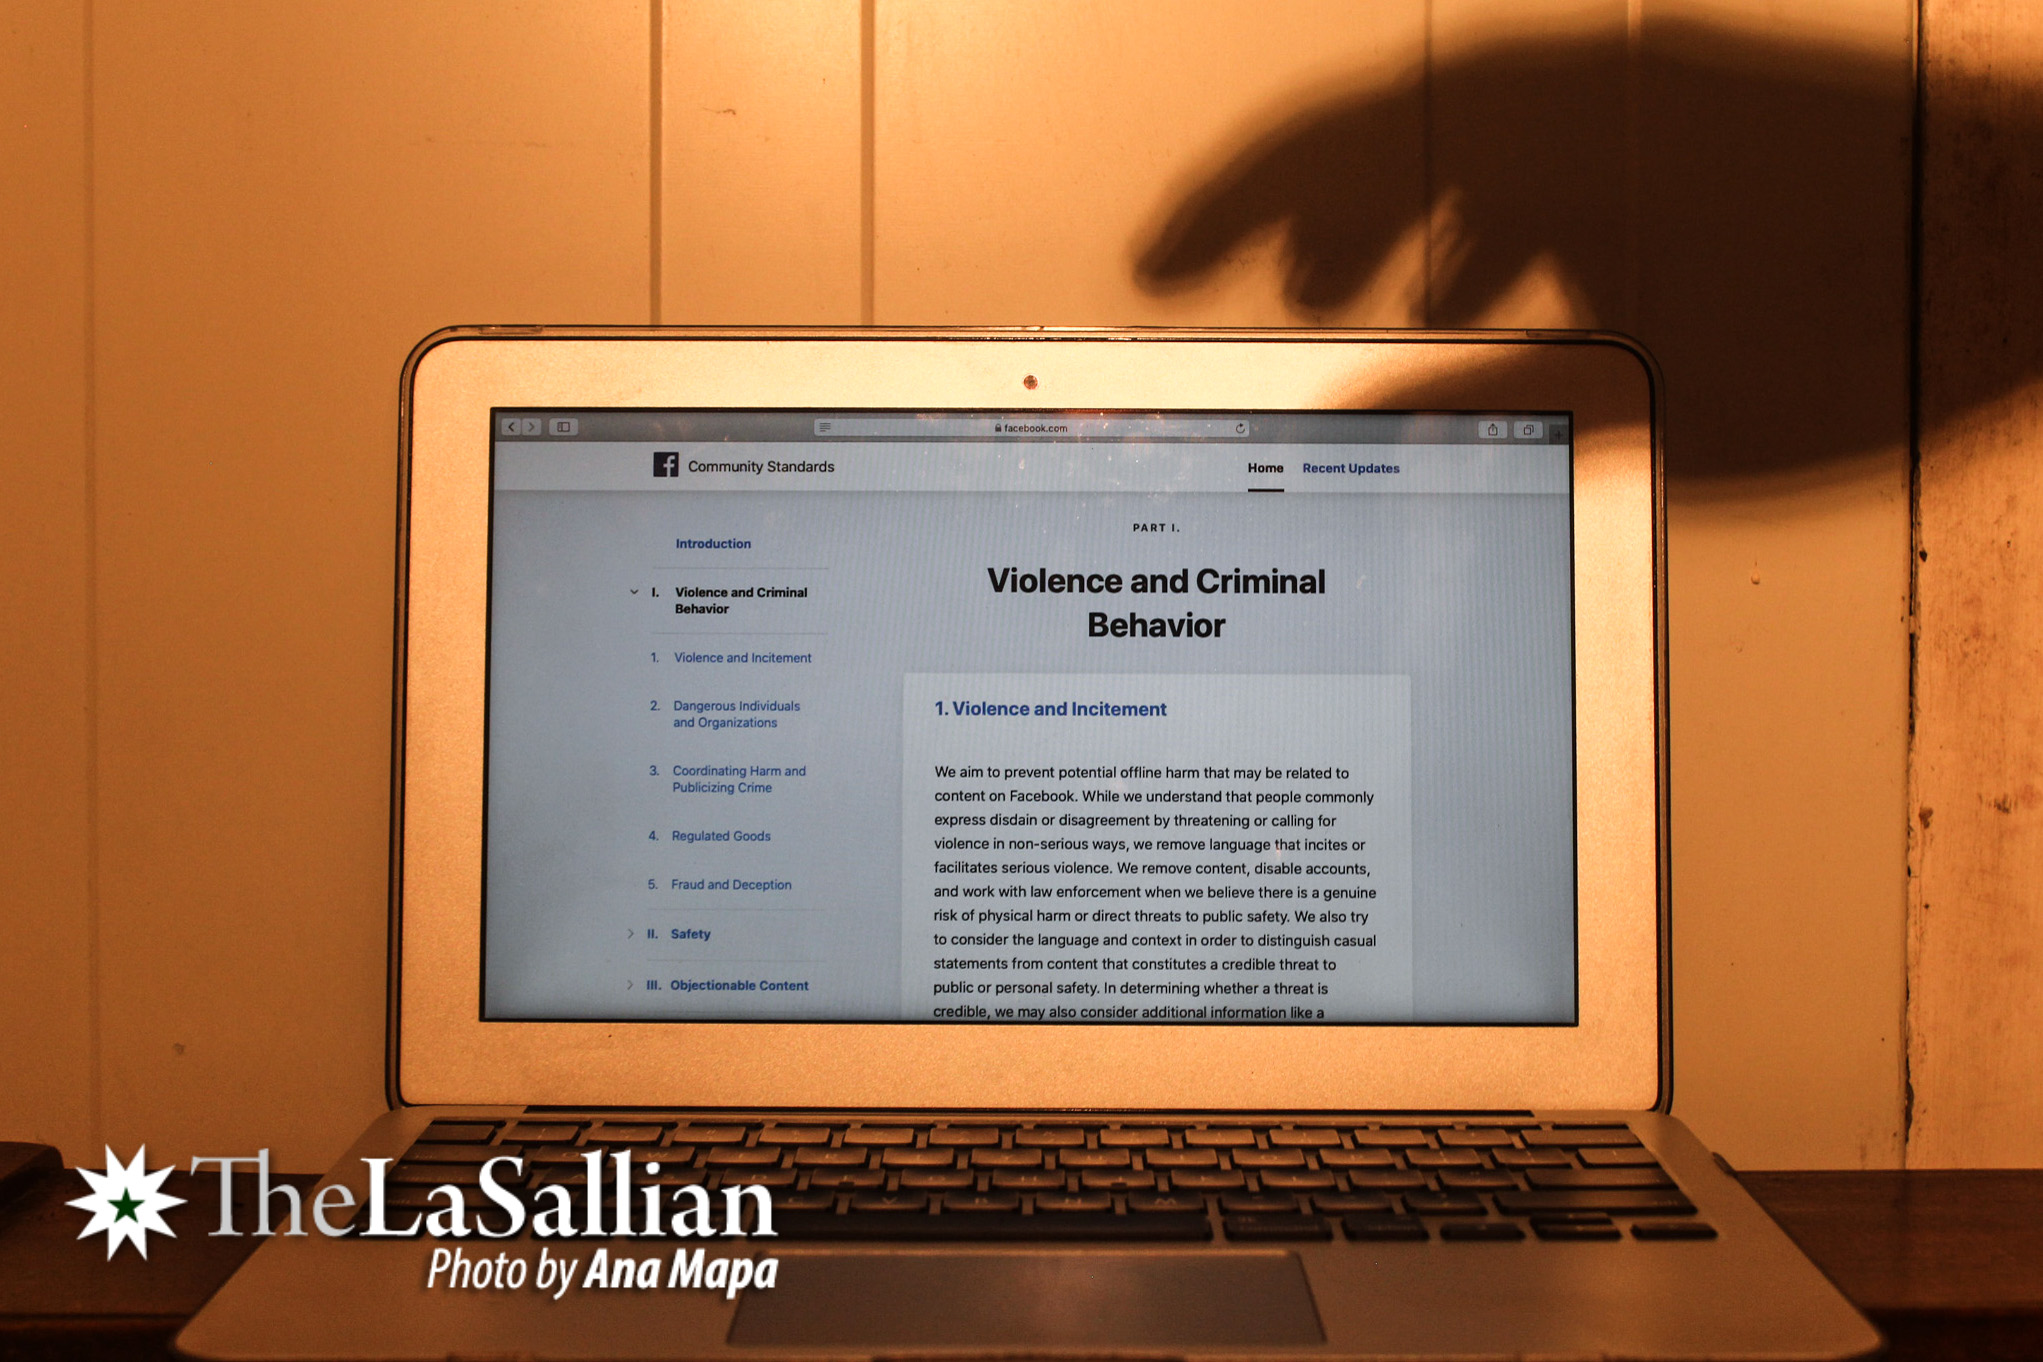 facebook.com
Community Standards
Home
Recent Updates
Introduction
I. Violence and Criminal
Behavior
1. Violence and Incitement
2. Dangerous Individuals
and Organizations
3. Coordinating Harm and
Publicizing Crime
4. Regulated Goods
5. Fraud and Deception
II. Safety
III. Objectionable Content
PART I.
Violence and Criminal
Behavior
1. Violence and Incitement
We aim to prevent potential offline harm that may be related to
content on Facebook. While we understand that people commonly
express disdain or disagreement by threatening or calling for
violence in non-serious ways, we remove language that incites or
facilitates serious violence. We remove content, disable accounts,
and work with law enforcement when we believe there is a genuine
risk of physical harm or direct threats to public safety. We also try
to consider the language and context in order to distinguish casual
statements from content that constitutes a credible threat to
public or personal safety. In determining whether a threat is
credible, we may also consider additional information like a
TheLaSallian
Photo by Ana Mapa